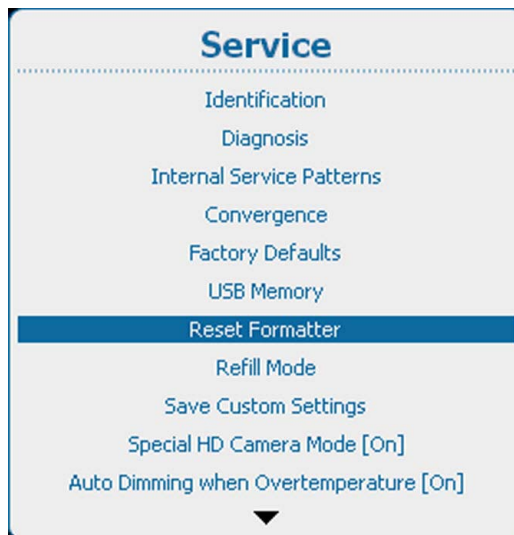 Service
Identification
Diagnosis
Internal Service Patterns
Convergence
Factory Defaults
USB Memory
Reset Formatter
Refill Mode
Save Custom Settings
Special HD Camera Mode [On]
Auto Dimming when Overtemperature [On]